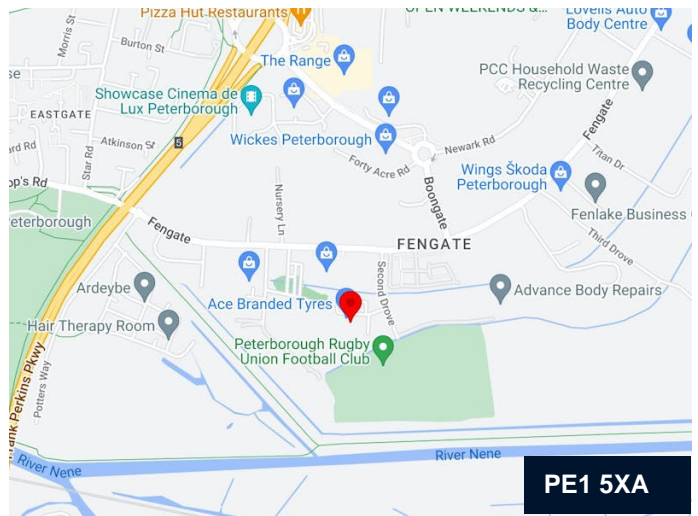 Pizza Hut Restaurants
OPEN WEEKENDS &...
Lovells Auto
Body Centre
Morris St
Burton St
The Range
PCC Household Waste
Recycling Centre
Showcase Cinema de
Lux Peterborough
EASTGATE
Wickes Peterborough
Fengate
Atkinson St
5
Newark Rd
Star Rd
Forty Acre Rd
Titan Dr
Wings Škoda
Peterborough
op's Rd
Nursery Ln
Boongate
Fenlake Business
Peterborough
Fengate
FENGATE
Third Drove
Second Drove
Ardeybe
Advance Body Repairs
Ace Branded Tyres
Hair Therapy Room
Peterborough Rugby
Union Football Club
Potters Way
Frank Perkins Pkwy
River Nene
River Nene
PE1 5XA